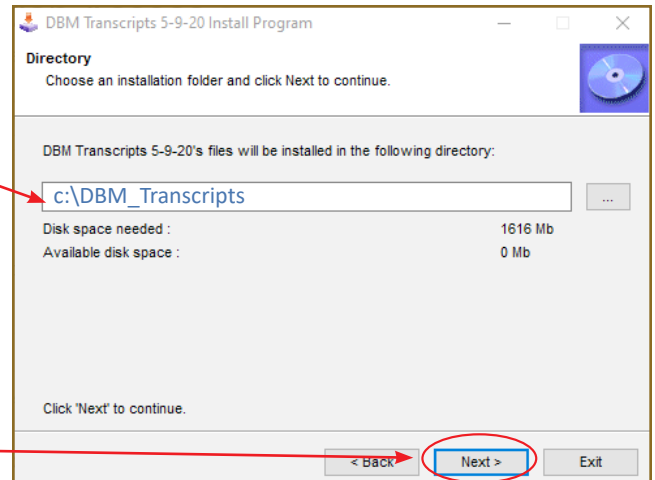 DBM Transcripts 5-9-20 Install Program
Directory
Choose an installation folder and click Next to continue.
DBM Transcripts 5-9-20's files will be installed in the following directory:
c:\DBM_Transcripts
...
Disk space needed : 1616 Mb
Available disk space : 0 Mb
Click 'Next' to continue.
< Back Next > Exit